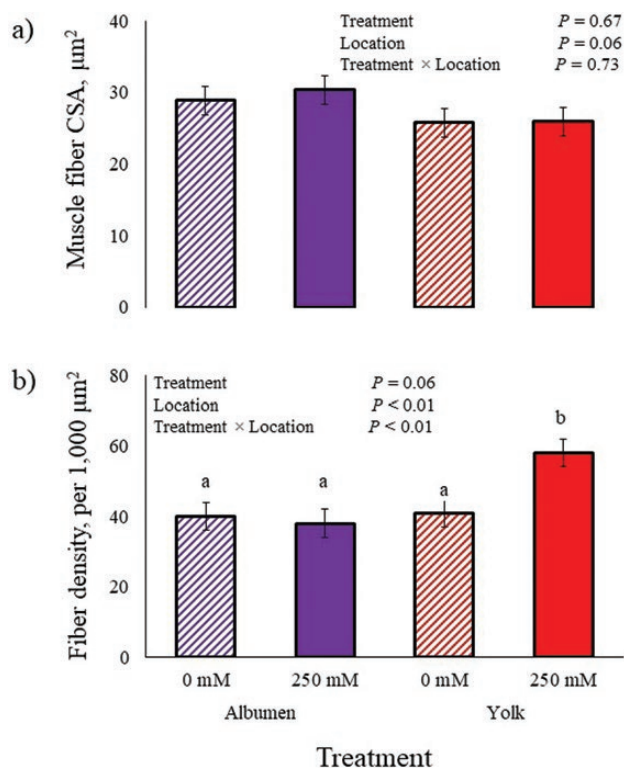 a)
Muscle fiber CSA, µm²
40
30
20
10
0
Treatment P = 0.67
Location P = 0.06
Treatment × Location P = 0.73
b)
Fiber density, per 1,000 µm²
80
60
40
20
0
Treatment P = 0.06
Location P < 0.01
Treatment × Location P < 0.01
a a a b
0 mM 250 mM 0 mM 250 mM
Albumen Yolk
Treatment